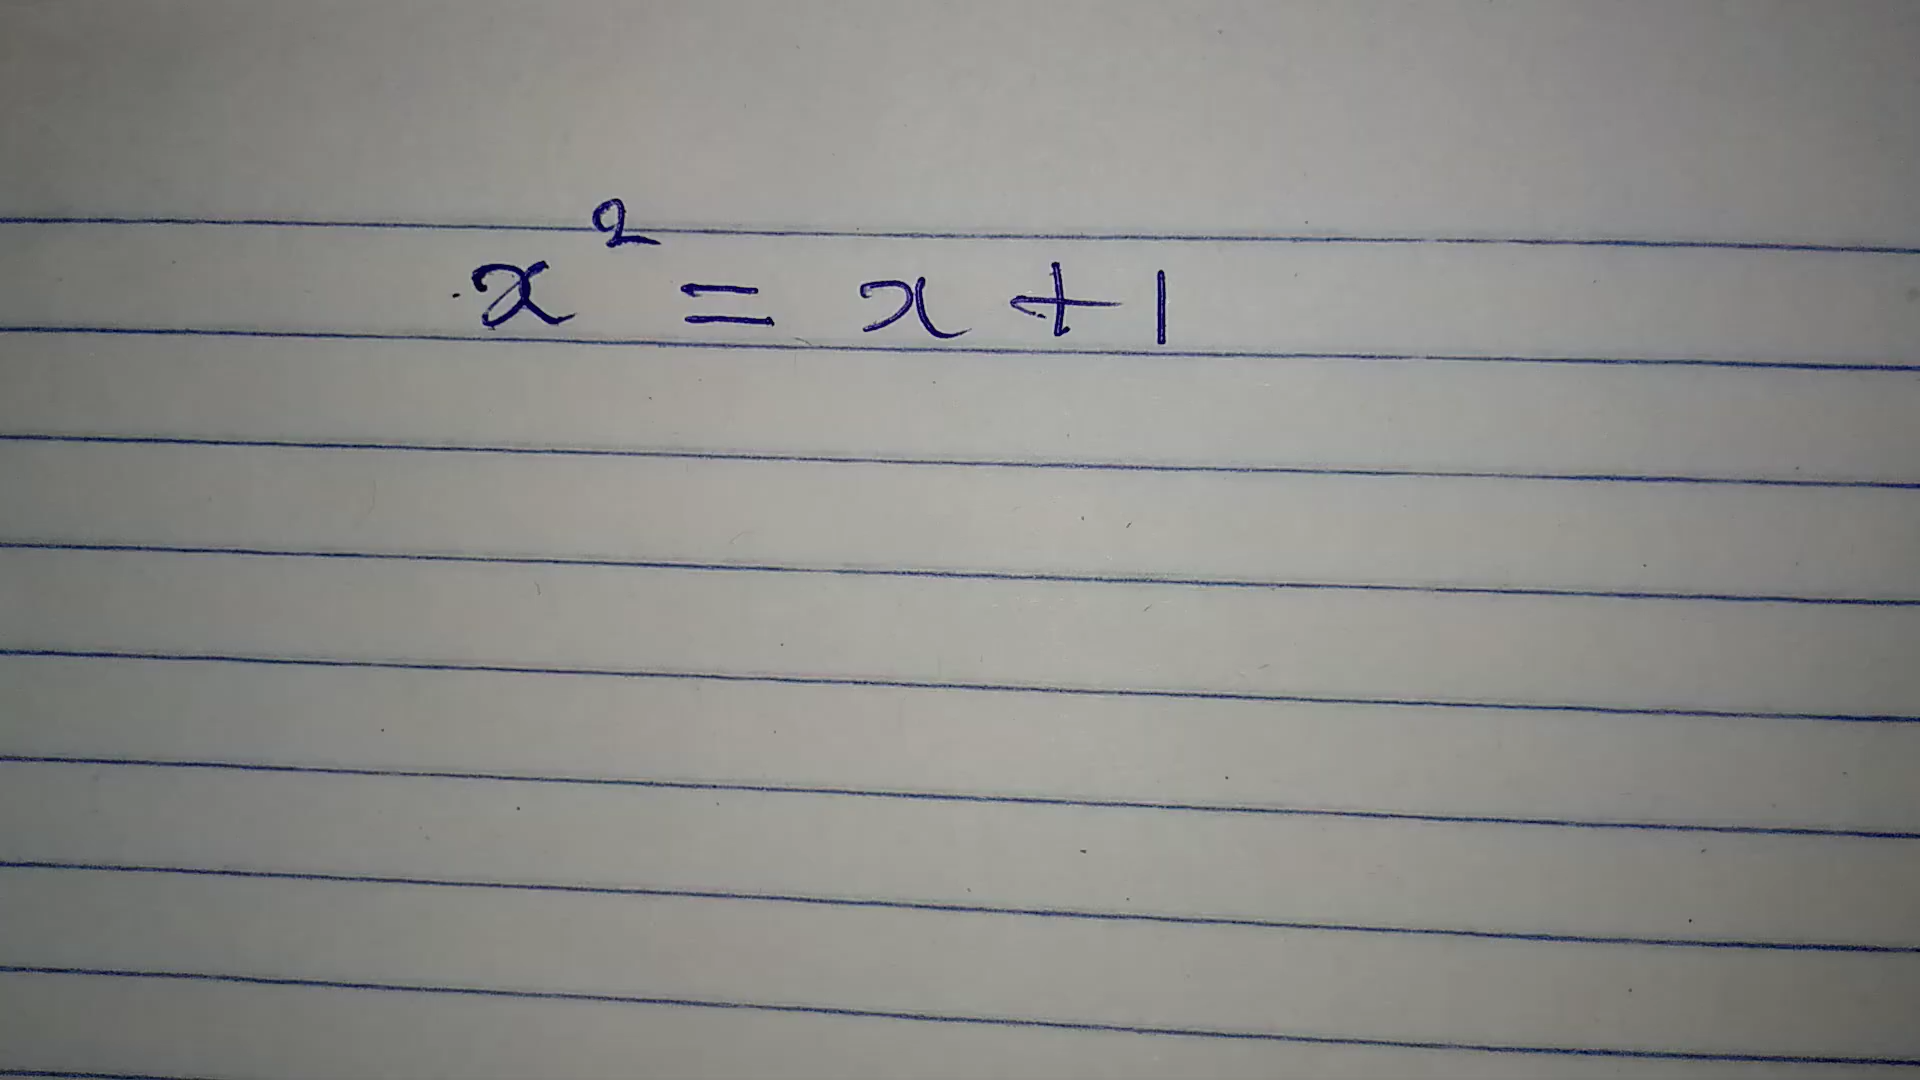 x² = x + 1